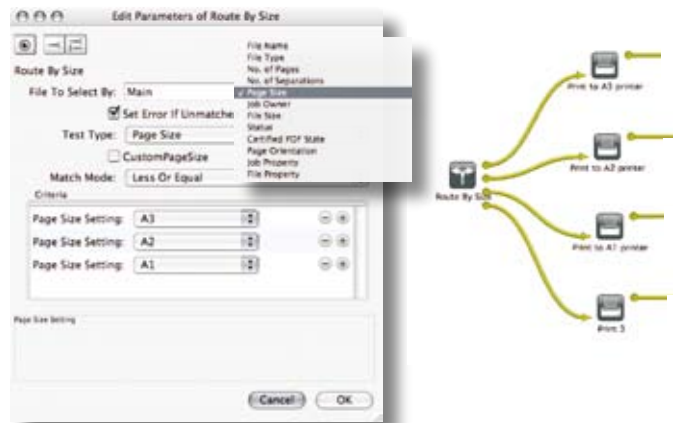 Edit Parameters of Route By Size
Route By Size
File To Select By: Main
Set Error If Unmatche
Test Type: Page Size
CustomPageSize
Match Mode: Less Or Equal
Criteria
Page Size Setting: A3
Page Size Setting: A2
Page Size Setting: A1
Page Size Setting
Cancel
OK
File Name
File Type
No. of Pages
No. of Separations
✓ Page Size
Job Owner
File Size
Status
Certified PDF State
Page Orientation
Job Property
File Property
Route By Size
Print to A3 printer
Print to A2 printer
Print to A1 printer
Print 3